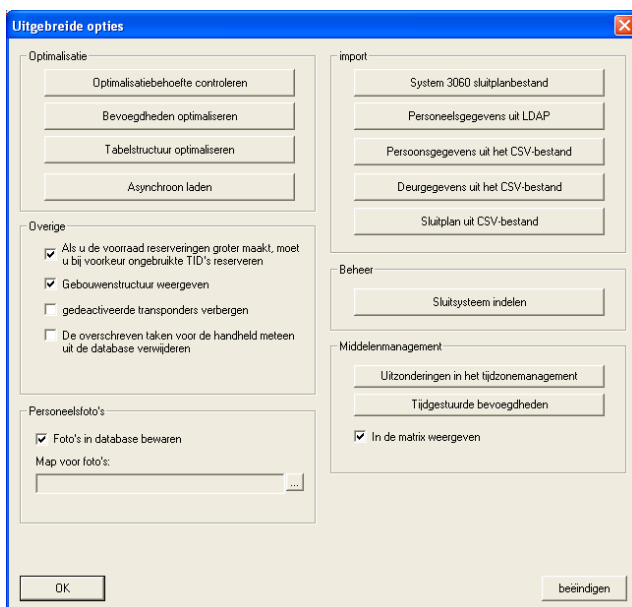 Uitgebreide opties
Optimalisatie
Optimalisatiebehoefte controleren
Bevoegdheden optimaliseren
Tabelstructuur optimaliseren
Asynchroon laden
Overige
Als u de voorraad reserveringen groter maakt, moet
u bij voorkeur ongebruikte TID's reserveren
Gebouwenstructuur weergeven
gedeactiveerde transponders verbergen
De overschreven taken voor de handheld meteen
uit de database verwijderen
Personeelsfoto's
Foto's in database bewaren
Map voor foto's:
...
import
System 3060 sluitplanbestand
Personeelsgegevens uit LDAP
Persoonsgegevens uit het CSV-bestand
Deurgegevens uit het CSV-bestand
Sluitplan uit CSV-bestand
Beheer
Sluitsysteem indelen
Middelenmanagement
Uitzonderingen in het tijdzonemanagement
Tijdgestuurde bevoegdheden
In de matrix weergeven
OK
beëindigen